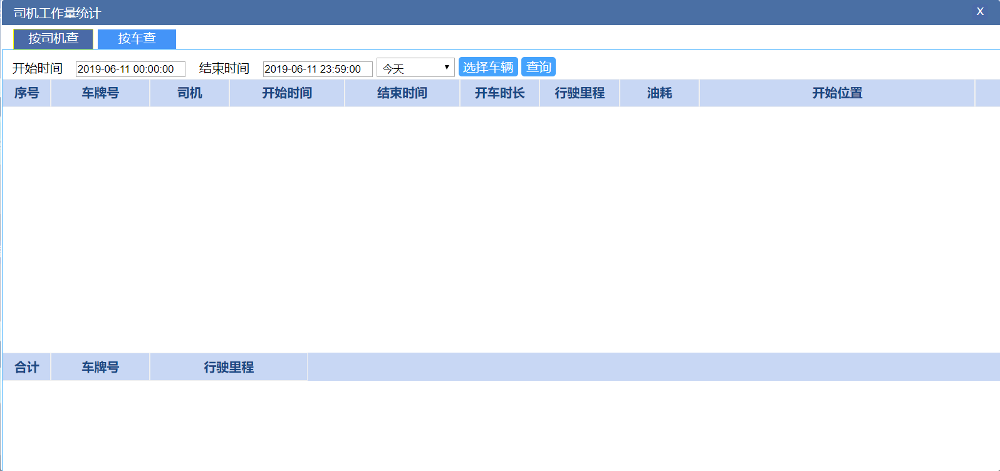 司机工作量统计 X
按司机查 按车查
开始时间 2019-06-11 00:00:00 结束时间 2019-06-11 23:59:00 今天 选择车辆 查询
序号 车牌号 司机 开始时间 结束时间 开车时长 行驶里程 油耗 开始位置
合计 车牌号 行驶里程